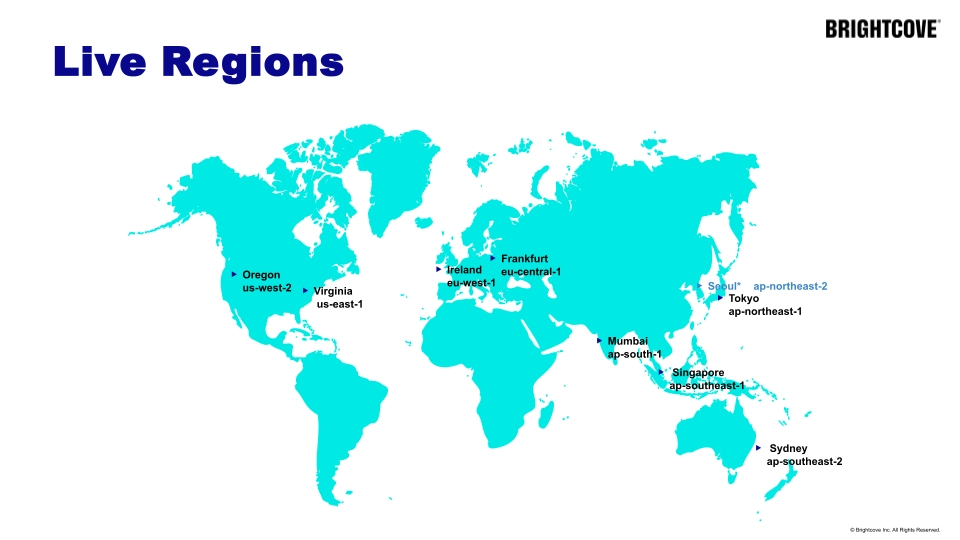 BRIGHTCOVE®
Live Regions
Frankfurt
eu-central-1
Ireland
eu-west-1
Oregon
us-west-2
Virginia
us-east-1
Seoul* ap-northeast-2
Tokyo
ap-northeast-1
Mumbai
ap-south-1
Singapore
ap-southeast-1
Sydney
ap-southeast-2
© Brightcove Inc. All Rights Reserved.